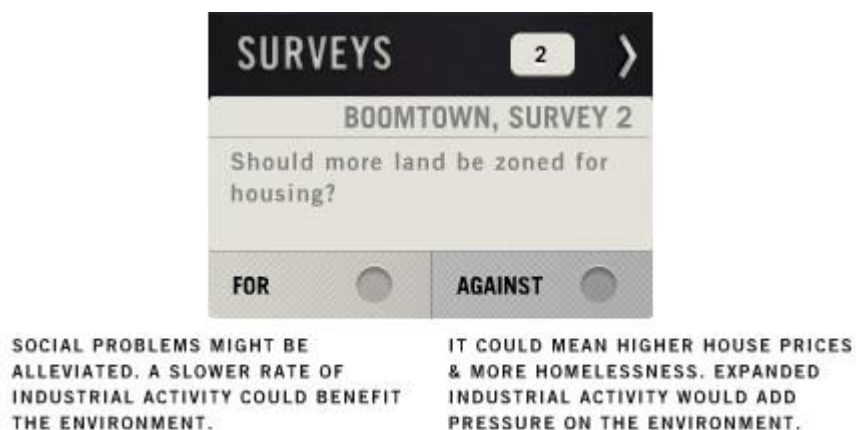 SURVEYS 2 >
BOOMTOWN, SURVEY 2
Should more land be zoned for
housing?
FOR AGAINST
SOCIAL PROBLEMS MIGHT BE
ALLEVIATED. A SLOWER RATE OF
INDUSTRIAL ACTIVITY COULD BENEFIT
THE ENVIRONMENT.
IT COULD MEAN HIGHER HOUSE PRICES
& MORE HOMELESSNESS. EXPANDED
INDUSTRIAL ACTIVITY WOULD ADD
PRESSURE ON THE ENVIRONMENT.